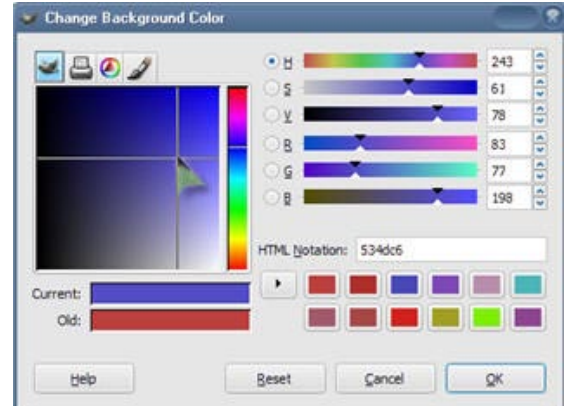 Change Background Color
H 243
S 61
V 78
R 83
G 77
B 198
HTML Notation: 534dc6
Current:
Old:
Help Reset Cancel OK